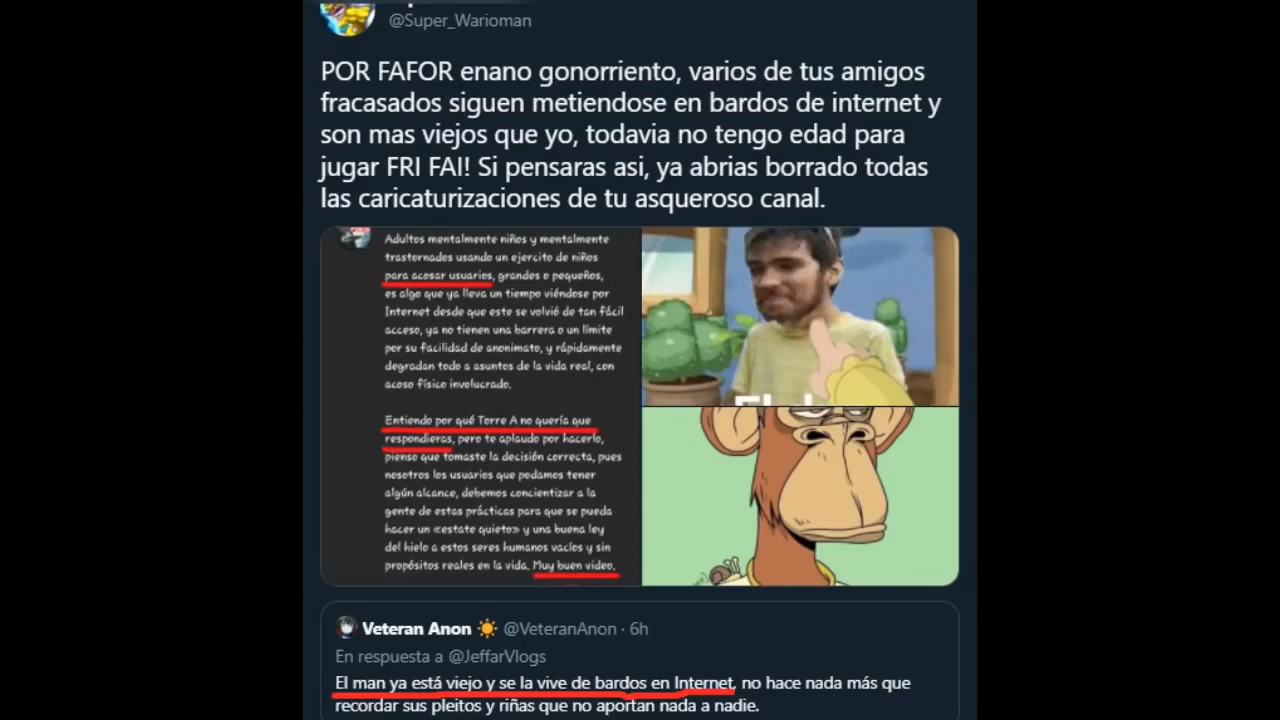 @Super_Warioman
POR FAFOR enano gonorriento, varios de tus amigos
fracasados siguen metiendose en bardos de internet y
son mas viejos que yo, todavia no tengo edad para
jugar FRI FAI! Si pensaras asi, ya abrias borrado todas
las caricaturizaciones de tu asqueroso canal.
Adultos mentalmente niños y mentalmente
trastornados usando un ejercito de niños
para acosar usuarios, grandes o pequeños,
es algo que ya lleva un tiempo viéndose por
Internet desde que este se volvió de tan fácil
acceso, ya no tienen una barrera o un límite
por su facilidad de anonimato, y rápidamente
degradan todo a asuntos de la vida real, con
acoso físico involucrado.
Entiendo por qué Torre A no quería que
respondieras, pero te aplaudo por hacerlo,
pienso que tomaste la decisión correcta, pues
nosotros los usuarios que podamos tener
algún alcance, debemos concientizar a la
gente de estas prácticas para que se pueda
hacer un «estate quieto» y una buena ley
del hielo a estos seres humanos vacíos y sin
propósitos reales en la vida. Muy buen video.
Veteran Anon @VeteranAnon · 6h
En respuesta a @JeffarVlogs
El man ya está viejo y se la vive de bardos en Internet, no hace nada más que
recordar sus pleitos y riñas que no aportan nada a nadie.